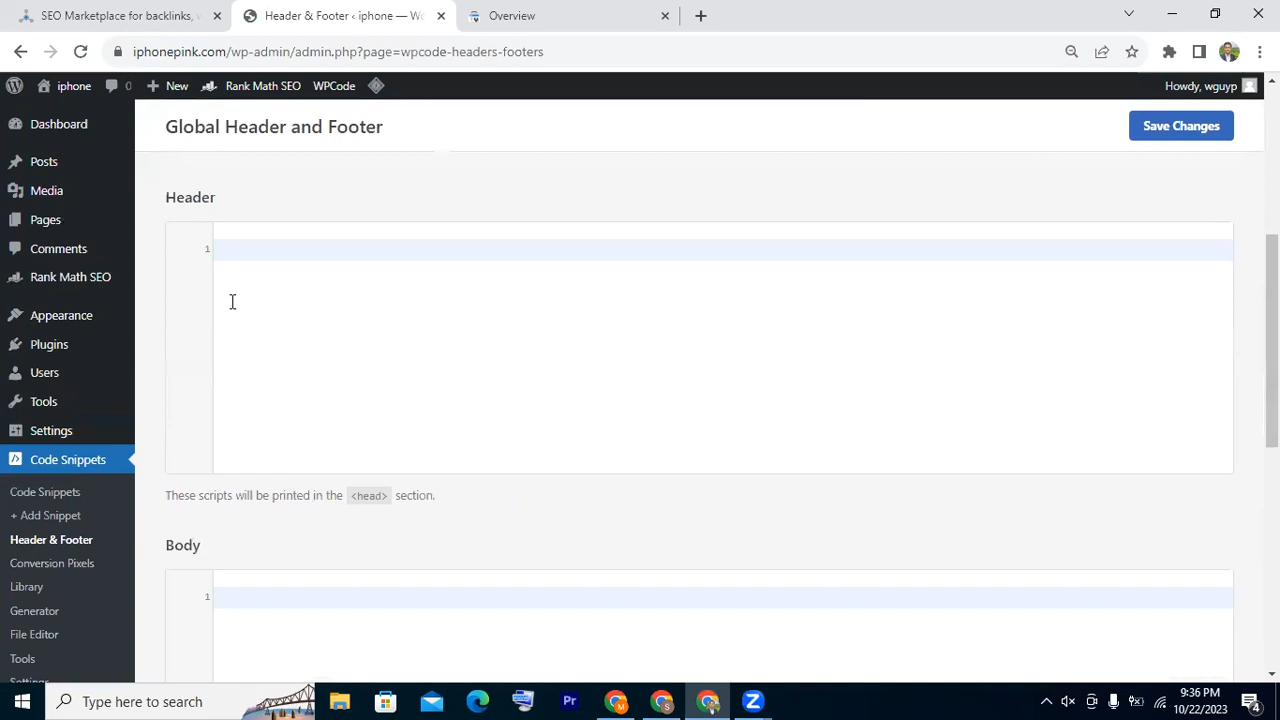 SEO Marketplace for backlinks, v
Header & Footer ‹ iphone — Wo
Overview
iphonepink.com/wp-admin/admin.php?page=wpcode-headers-footers
iphone
0
New
Rank Math SEO
WPCode
Howdy, wguyp
Dashboard
Posts
Media
Pages
Comments
Rank Math SEO
Appearance
Plugins
Users
Tools
Settings
Code Snippets
Code Snippets
+ Add Snippet
Header & Footer
Conversion Pixels
Library
Generator
File Editor
Tools
Settings
Global Header and Footer
Save Changes
Header
1
These scripts will be printed in the <head> section.
Body
1
Type here to search
Pr
9:36 PM
10/22/2023
4